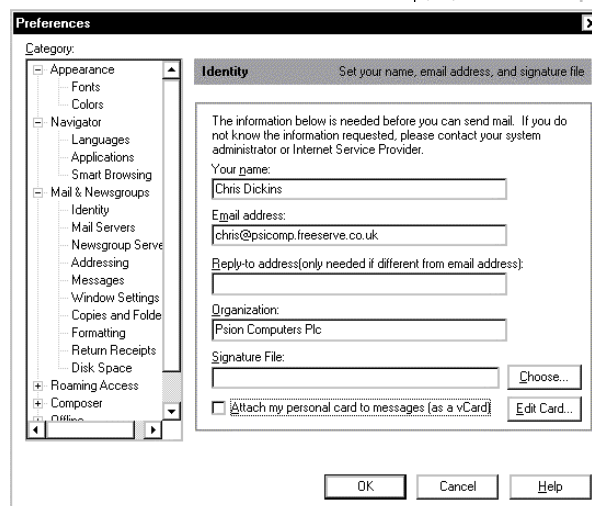 Preferences
Category:
Appearance
Fonts
Colors
Navigator
Languages
Applications
Smart Browsing
Mail & Newsgroups
Identity
Mail Servers
Newsgroup Serve
Addressing
Messages
Window Settings
Copies and Folde
Formatting
Return Receipts
Disk Space
Roaming Access
Composer
Offline
Identity Set your name, email address, and signature file
The information below is needed before you can send mail. If you do
not know the information requested, please contact your system
administrator or Internet Service Provider.
Your name:
Chris Dickins
Email address:
chris@psicomp.freeserve.co.uk
Reply-to address(only needed if different from email address):
Organization:
Psion Computers Plc
Signature File:
Choose...
Attach my personal card to messages (as a vCard)
Edit Card...
OK Cancel Help